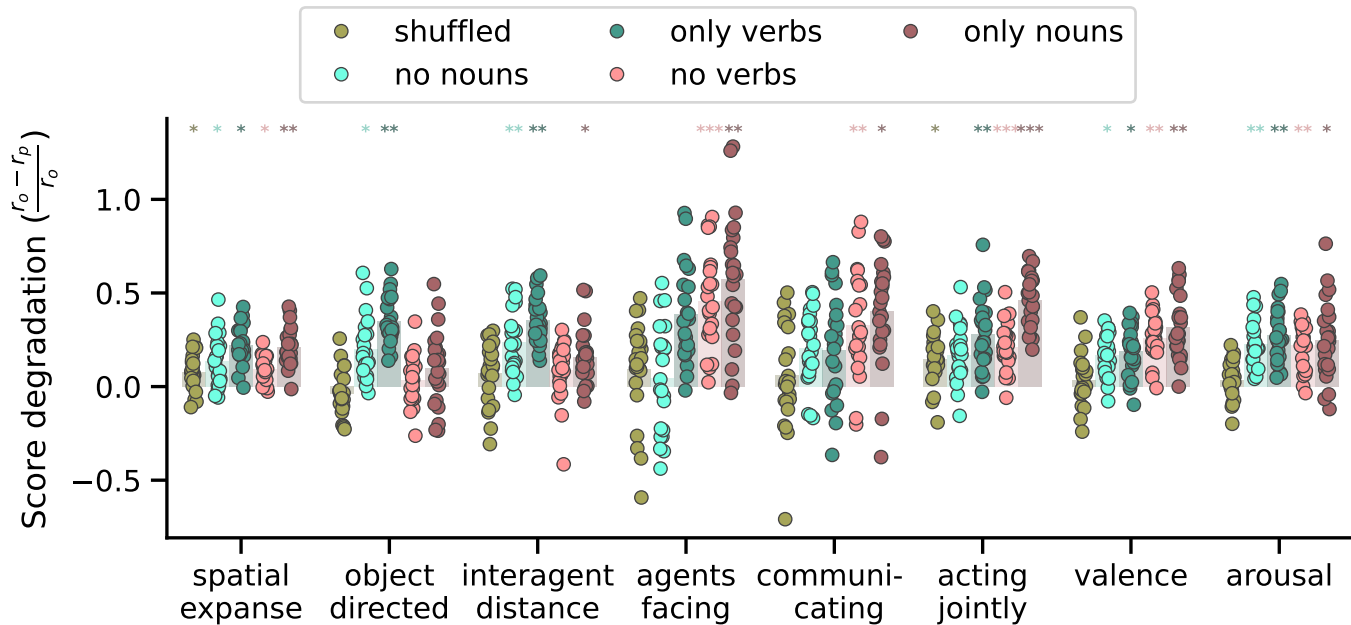 shuffled only verbs only nouns
no nouns no verbs
* * * * ** * ** ** ** * *** ** ** * * ** *** *** * * ** ** ** ** ** *
Score degradation (\frac{r_o - r_p}{r_o})
1.0
0.5
0.0
−0.5
spatial expanse
object directed
interagent distance
agents facing
communi-
cating
acting jointly
valence
arousal